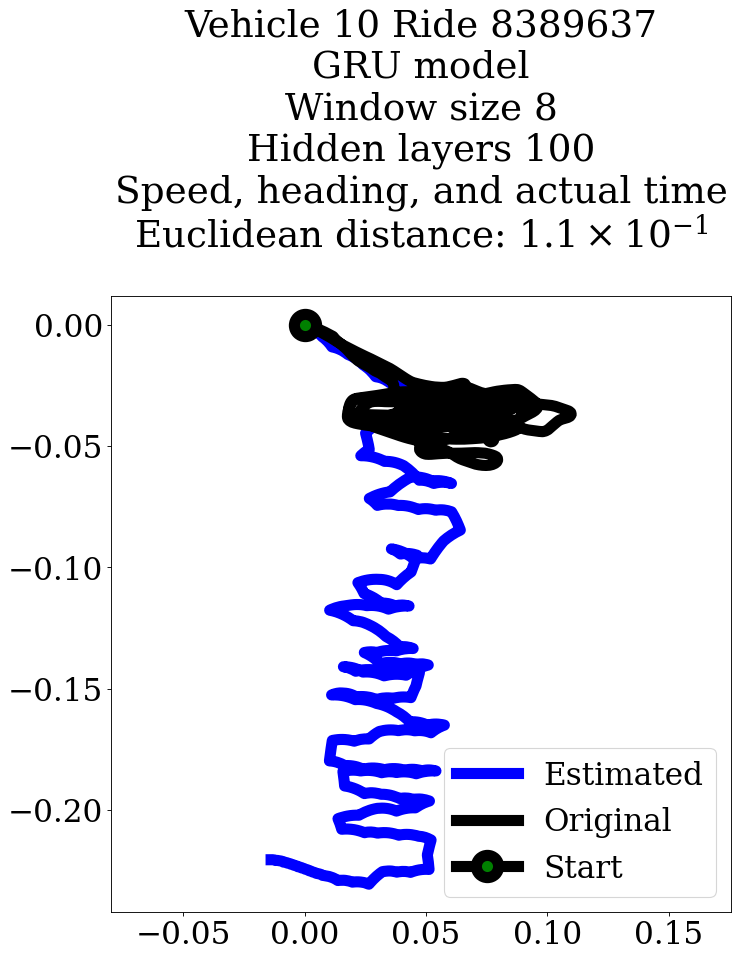 Vehicle 10 Ride 8389637
GRU model
Window size 8
Hidden layers 100
Speed, heading, and actual time
Euclidean distance: 1.1 × 10⁻¹
0.00
−0.05
−0.10
−0.15
−0.20
Estimated
Original
Start
−0.05
0.00
0.05
0.10
0.15